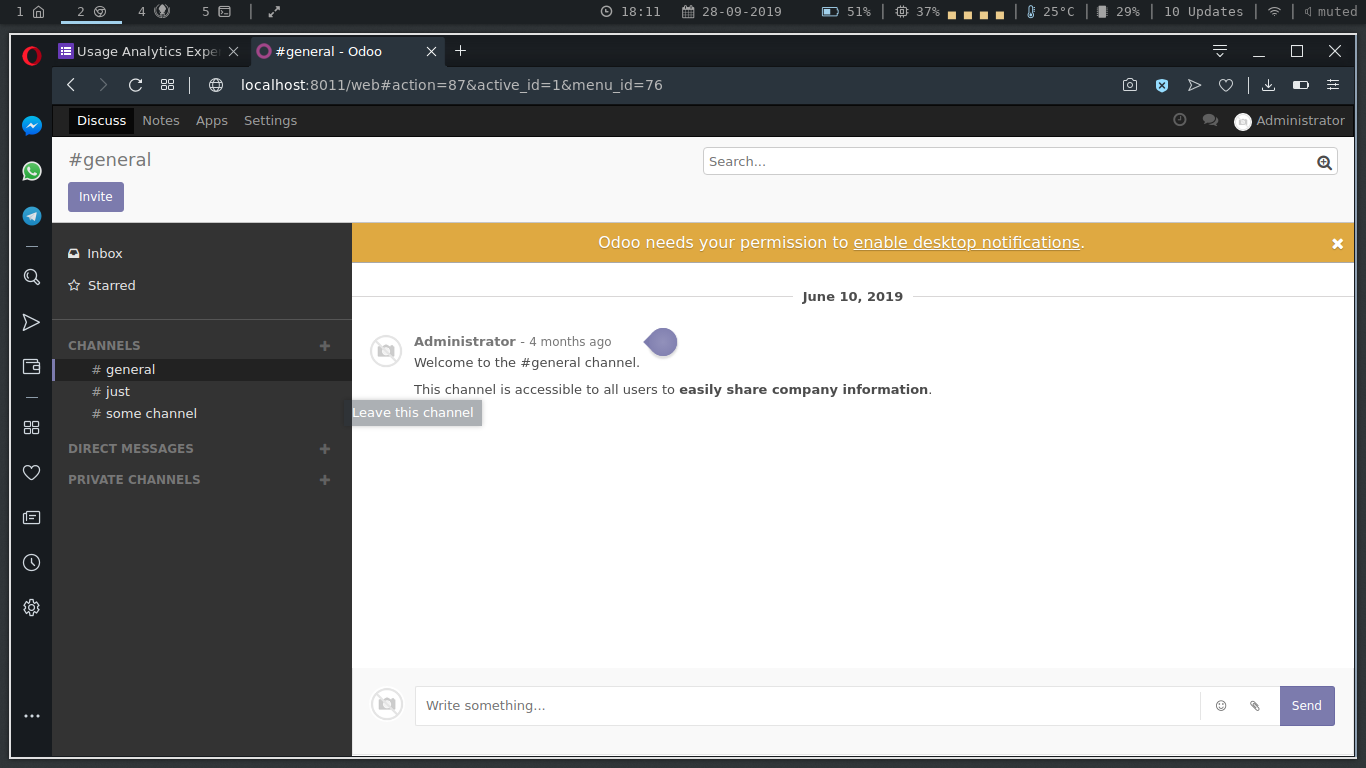 1 2 4 5 18:11 28-09-2019 51% 37% 25°C 29% 10 Updates muted
Usage Analytics Expe #general - Odoo
localhost:8011/web#action=87&active_id=1&menu_id=76
Discuss Notes Apps Settings Administrator
#general
Search...
Invite
Odoo needs your permission to enable desktop notifications.
Inbox
Starred
June 10, 2019
CHANNELS
# general
# just
# some channel
DIRECT MESSAGES
PRIVATE CHANNELS
Administrator - 4 months ago
Welcome to the #general channel.
This channel is accessible to all users to easily share company information.
Leave this channel
Write something...
Send